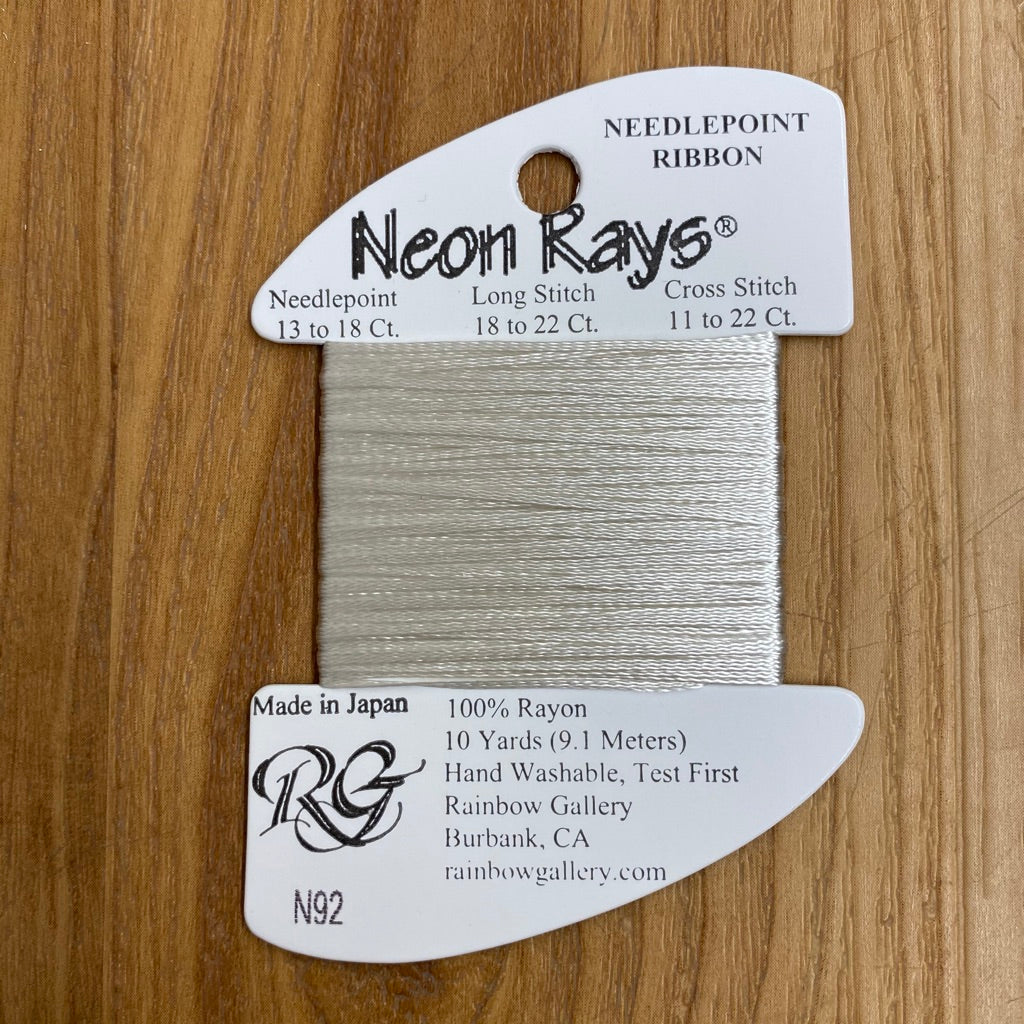 NEEDLEPOINT
RIBBON
Neon Rays®
Needlepoint Long Stitch Cross Stitch
13 to 18 Ct. 18 to 22 Ct. 11 to 22 Ct.
Made in Japan
RG
N92
100% Rayon
10 Yards (9.1 Meters)
Hand Washable, Test First
Rainbow Gallery
Burbank, CA
rainbowgallery.com